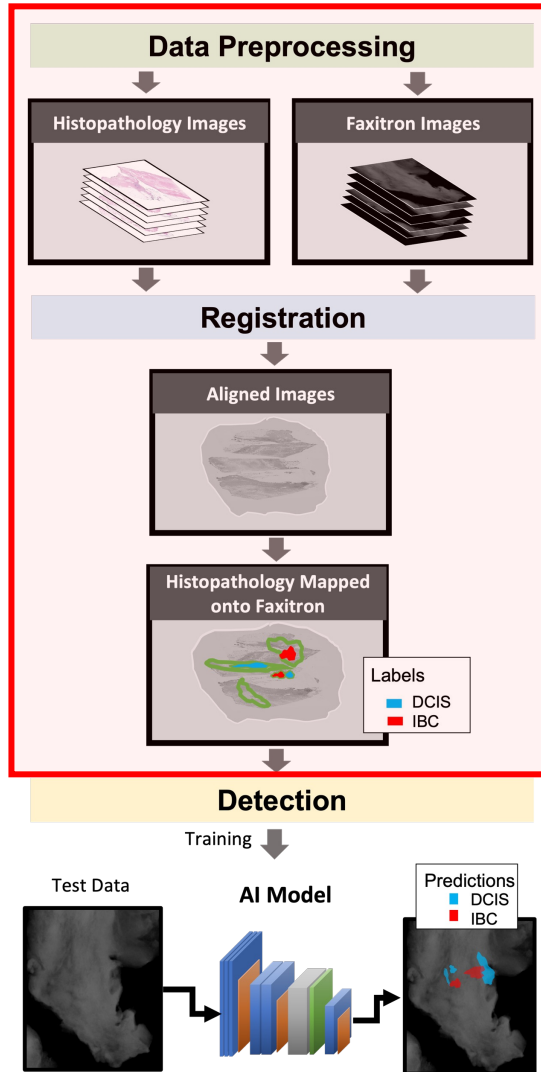 Data Preprocessing
Histopathology Images
Faxitron Images
Registration
Aligned Images
Histopathology Mapped
onto Faxitron
Labels
DCIS
IBC
Detection
Training
Test Data
AI Model
Predictions
DCIS
IBC